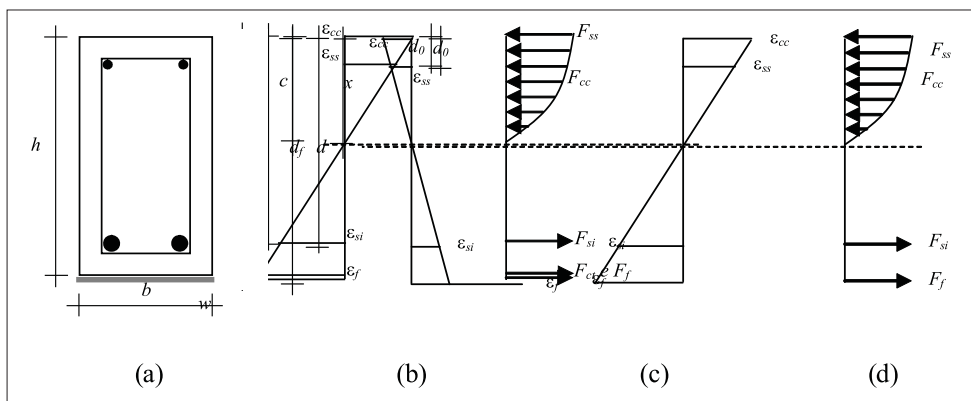 h
b
w
(a)
ε_cc
ε_ss
c
x
d_f
d
ε_si
ε_f
ε_cc
d_0
d_0
ε_ss
ε_si
ε_f
(b)
F_ss
F_cc
F_si
F_f
ε_cc
ε_ss
ε_si
(c)
F_ss
F_cc
F_si
F_f
(d)